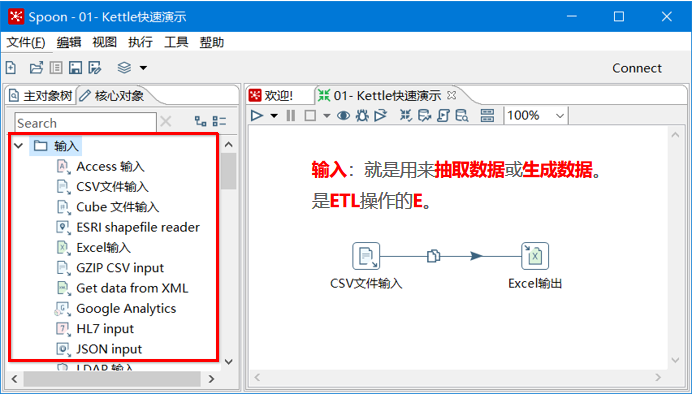 Spoon - 01- Kettle快速演示
文件(F) 编辑 视图 执行 工具 帮助
Connect
主对象树 核心对象
Search
输入
Access 输入
CSV文件输入
Cube 文件输入
ESRI shapefile reader
Excel输入
GZIP CSV input
Get data from XML
Google Analytics
HL7 input
JSON input
LDAP 输入
欢迎! 01- Kettle快速演示
100%
输入：就是用来抽取数据或生成数据。
是ETL操作的E。
CSV文件输入 Excel输出